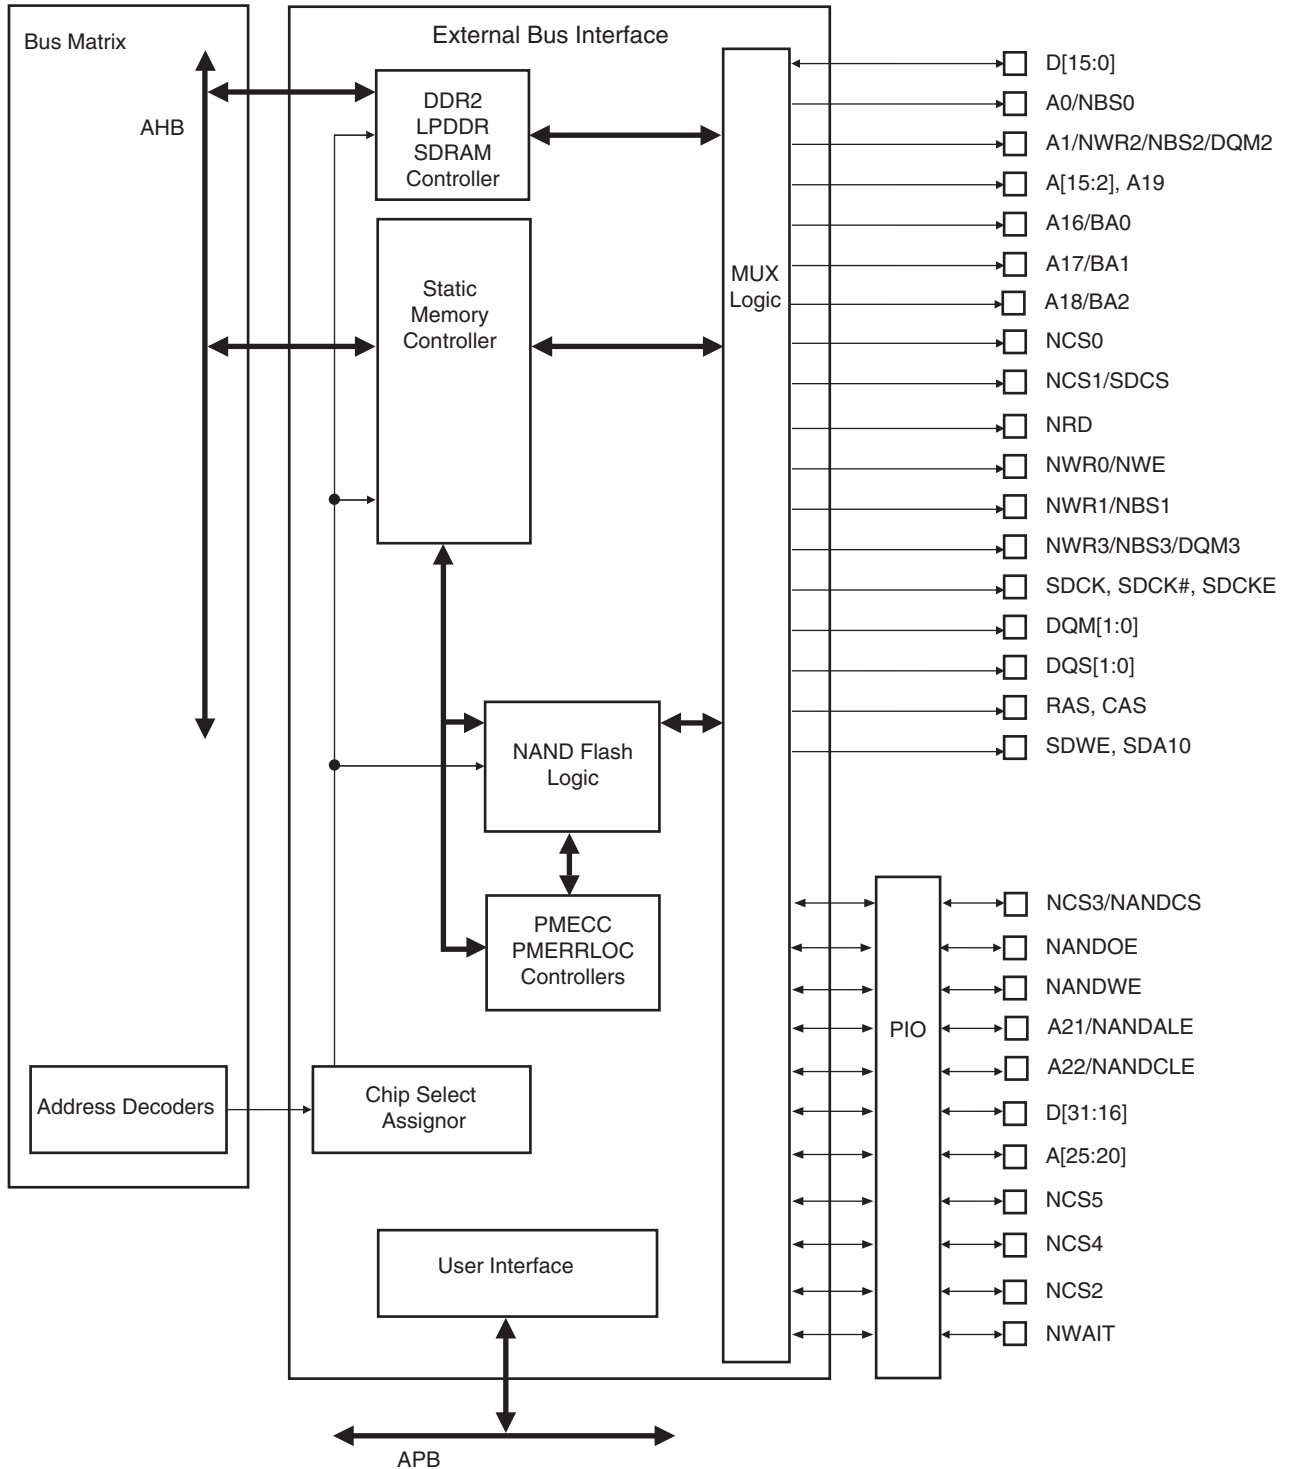 Bus Matrix
AHB
Address Decoders
External Bus Interface
DDR2
LPDDR
SDRAM
Controller
Static
Memory
Controller
NAND Flash
Logic
PMECC
PMERRLOC
Controllers
Chip Select
Assignor
User Interface
APB
MUX
Logic
PIO
D[15:0]
A0/NBS0
A1/NWR2/NBS2/DQM2
A[15:2], A19
A16/BA0
A17/BA1
A18/BA2
NCS0
NCS1/SDCS
NRD
NWR0/NWE
NWR1/NBS1
NWR3/NBS3/DQM3
SDCK, SDCK#, SDCKE
DQM[1:0]
DQS[1:0]
RAS, CAS
SDWE, SDA10
NCS3/NANDCS
NANDOE
NANDWE
A21/NANDALE
A22/NANDCLE
D[31:16]
A[25:20]
NCS5
NCS4
NCS2
NWAIT